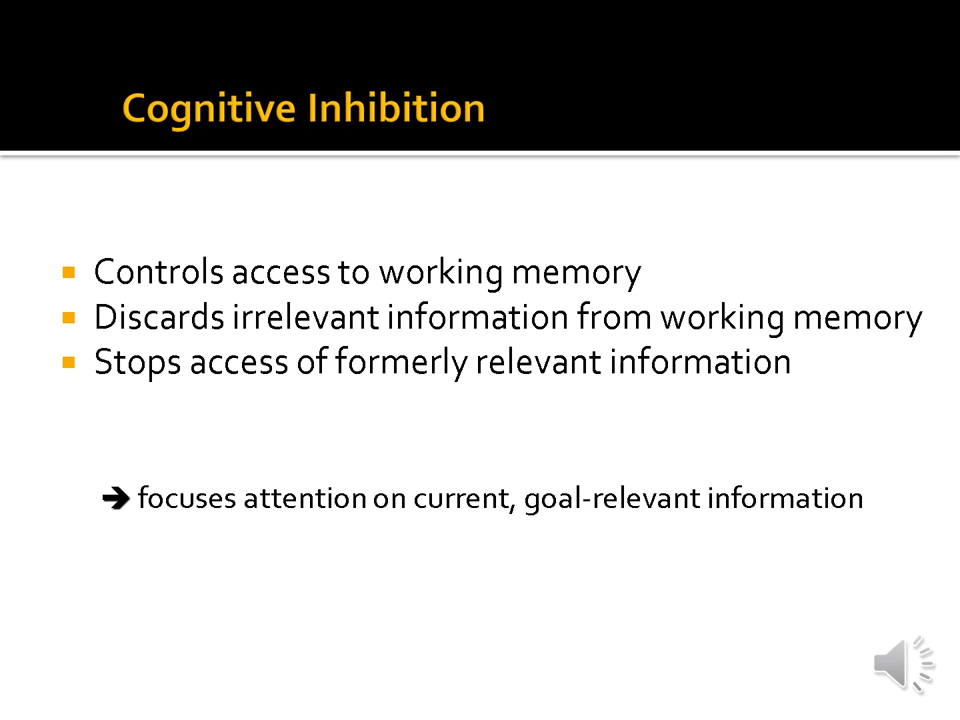 Cognitive Inhibition
Controls access to working memory
Discards irrelevant information from working memory
Stops access of formerly relevant information
➔ focuses attention on current, goal-relevant information